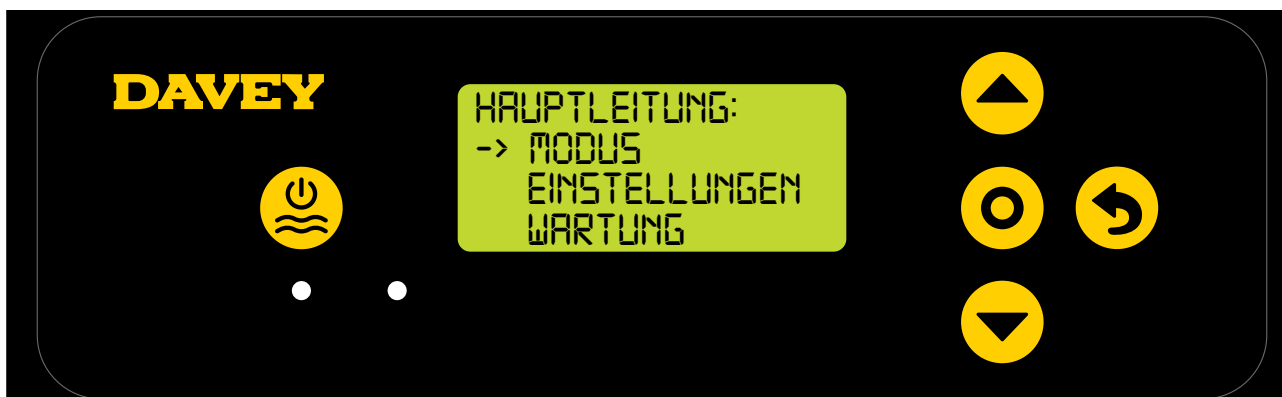 DAVEY
HAUPTLEITUNG:
-> MODUS
EINSTELLUNGEN
WARTUNG